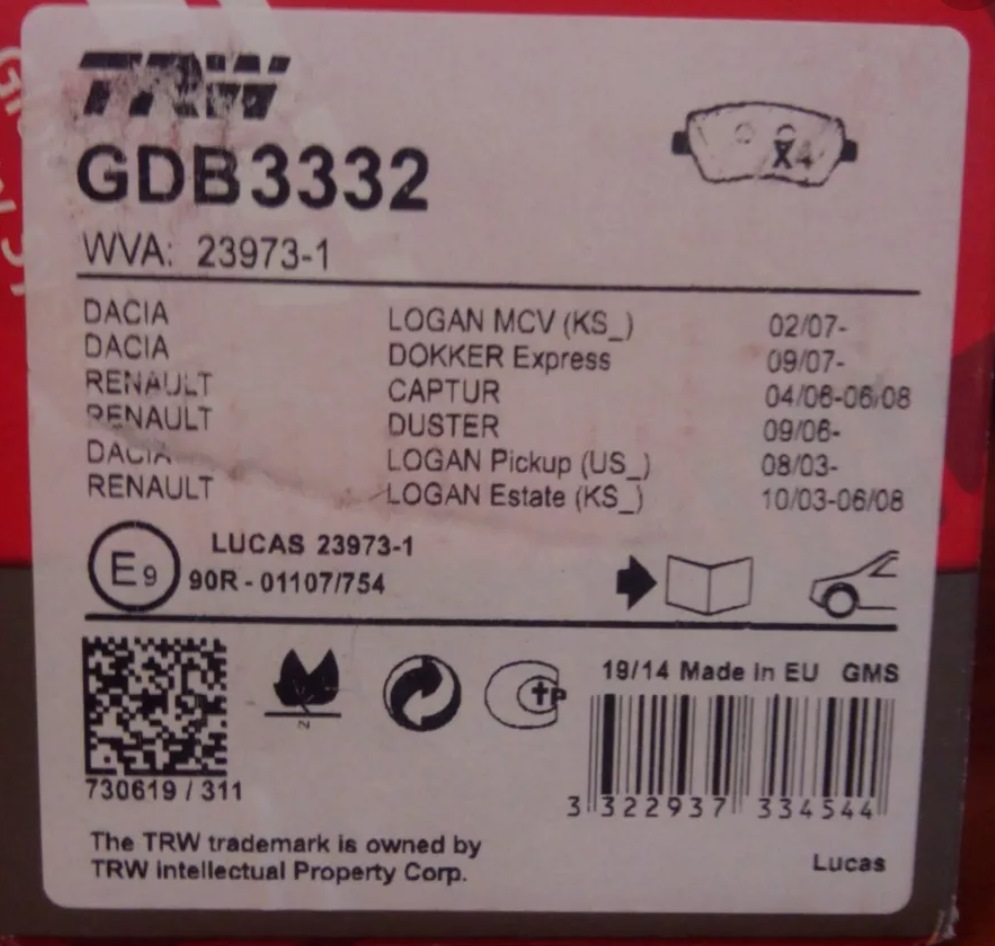 TRW
GDB3332
X4
WVA: 23973-1
DACIA LOGAN MCV (KS_) 02/07-
DACIA DOKKER Express 09/07-
RENAULT CAPTUR 04/06-06/08
RENAULT DUSTER 09/06-
DACIA LOGAN Pickup (US_) 08/03-
RENAULT LOGAN Estate (KS_) 10/03-06/08
E9 LUCAS 23973-1
90R - 01107/754
19/14 Made in EU GMS
N
730619 / 311
3 322937 334544
The TRW trademark is owned by
TRW Intellectual Property Corp.
Lucas